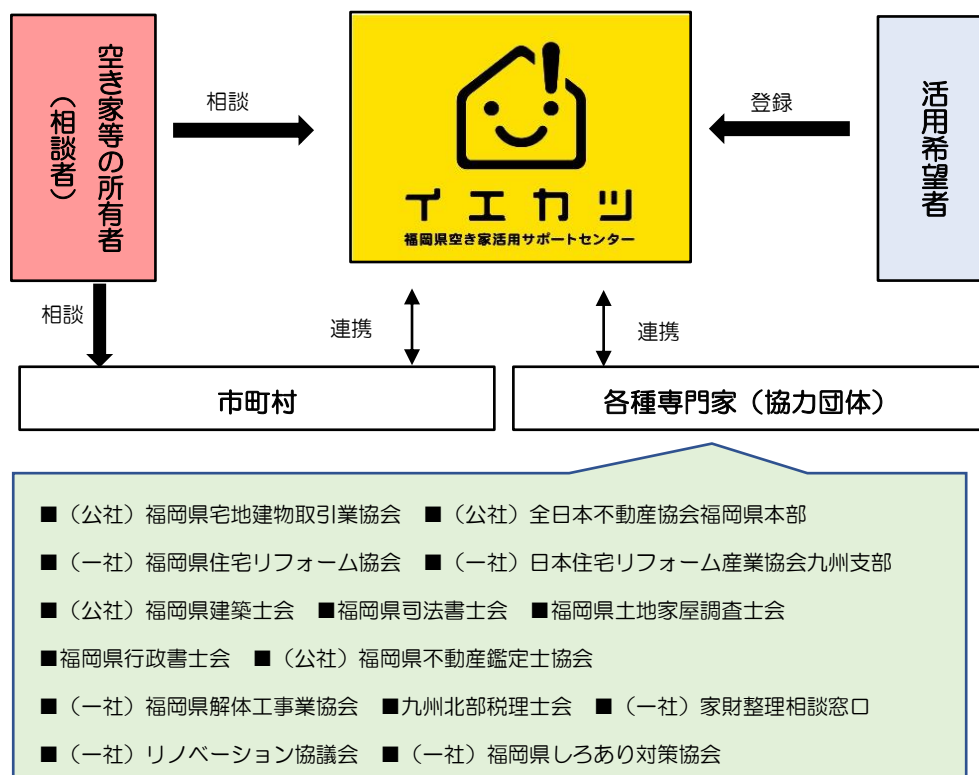 空き家等の所有者
（相談者）
相談
イエカツ
福岡県空き家活用サポートセンター
登録
活用希望者
相談
連携
連携
市町村
各種専門家（協力団体）
■（公社）福岡県宅地建物取引業協会　■（公社）全日本不動産協会福岡県本部
■（一社）福岡県住宅リフォーム協会　■（一社）日本住宅リフォーム産業協会九州支部
■（公社）福岡県建築士会　■福岡県司法書士会　■福岡県土地家屋調査士会
■福岡県行政書士会　■（公社）福岡県不動産鑑定士協会
■（一社）福岡県解体工事業協会　■九州北部税理士会　■（一社）家財整理相談窓口
■（一社）リノベーション協議会　■（一社）福岡県しろあり対策協会